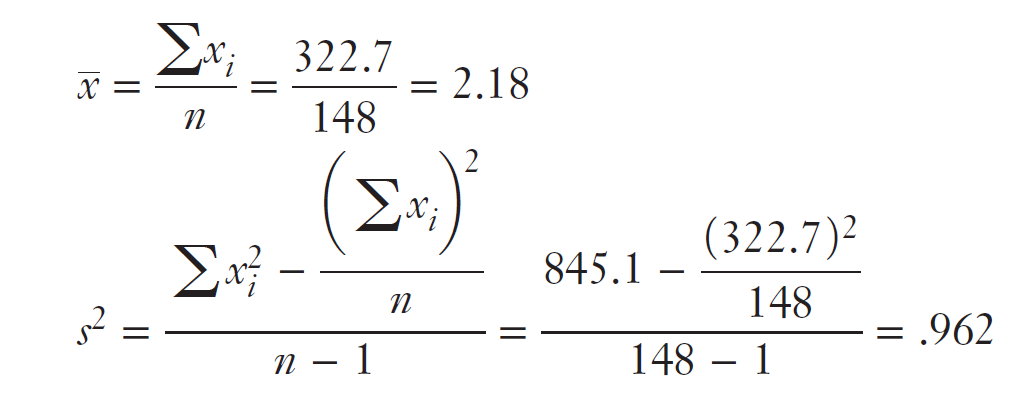 x̄ = ∑xᵢ / n = 322.7 / 148 = 2.18
s² = (∑xᵢ² − (∑xᵢ)² / n) / (n − 1) = (845.1 − (322.7)² / 148) / (148 − 1) = .962